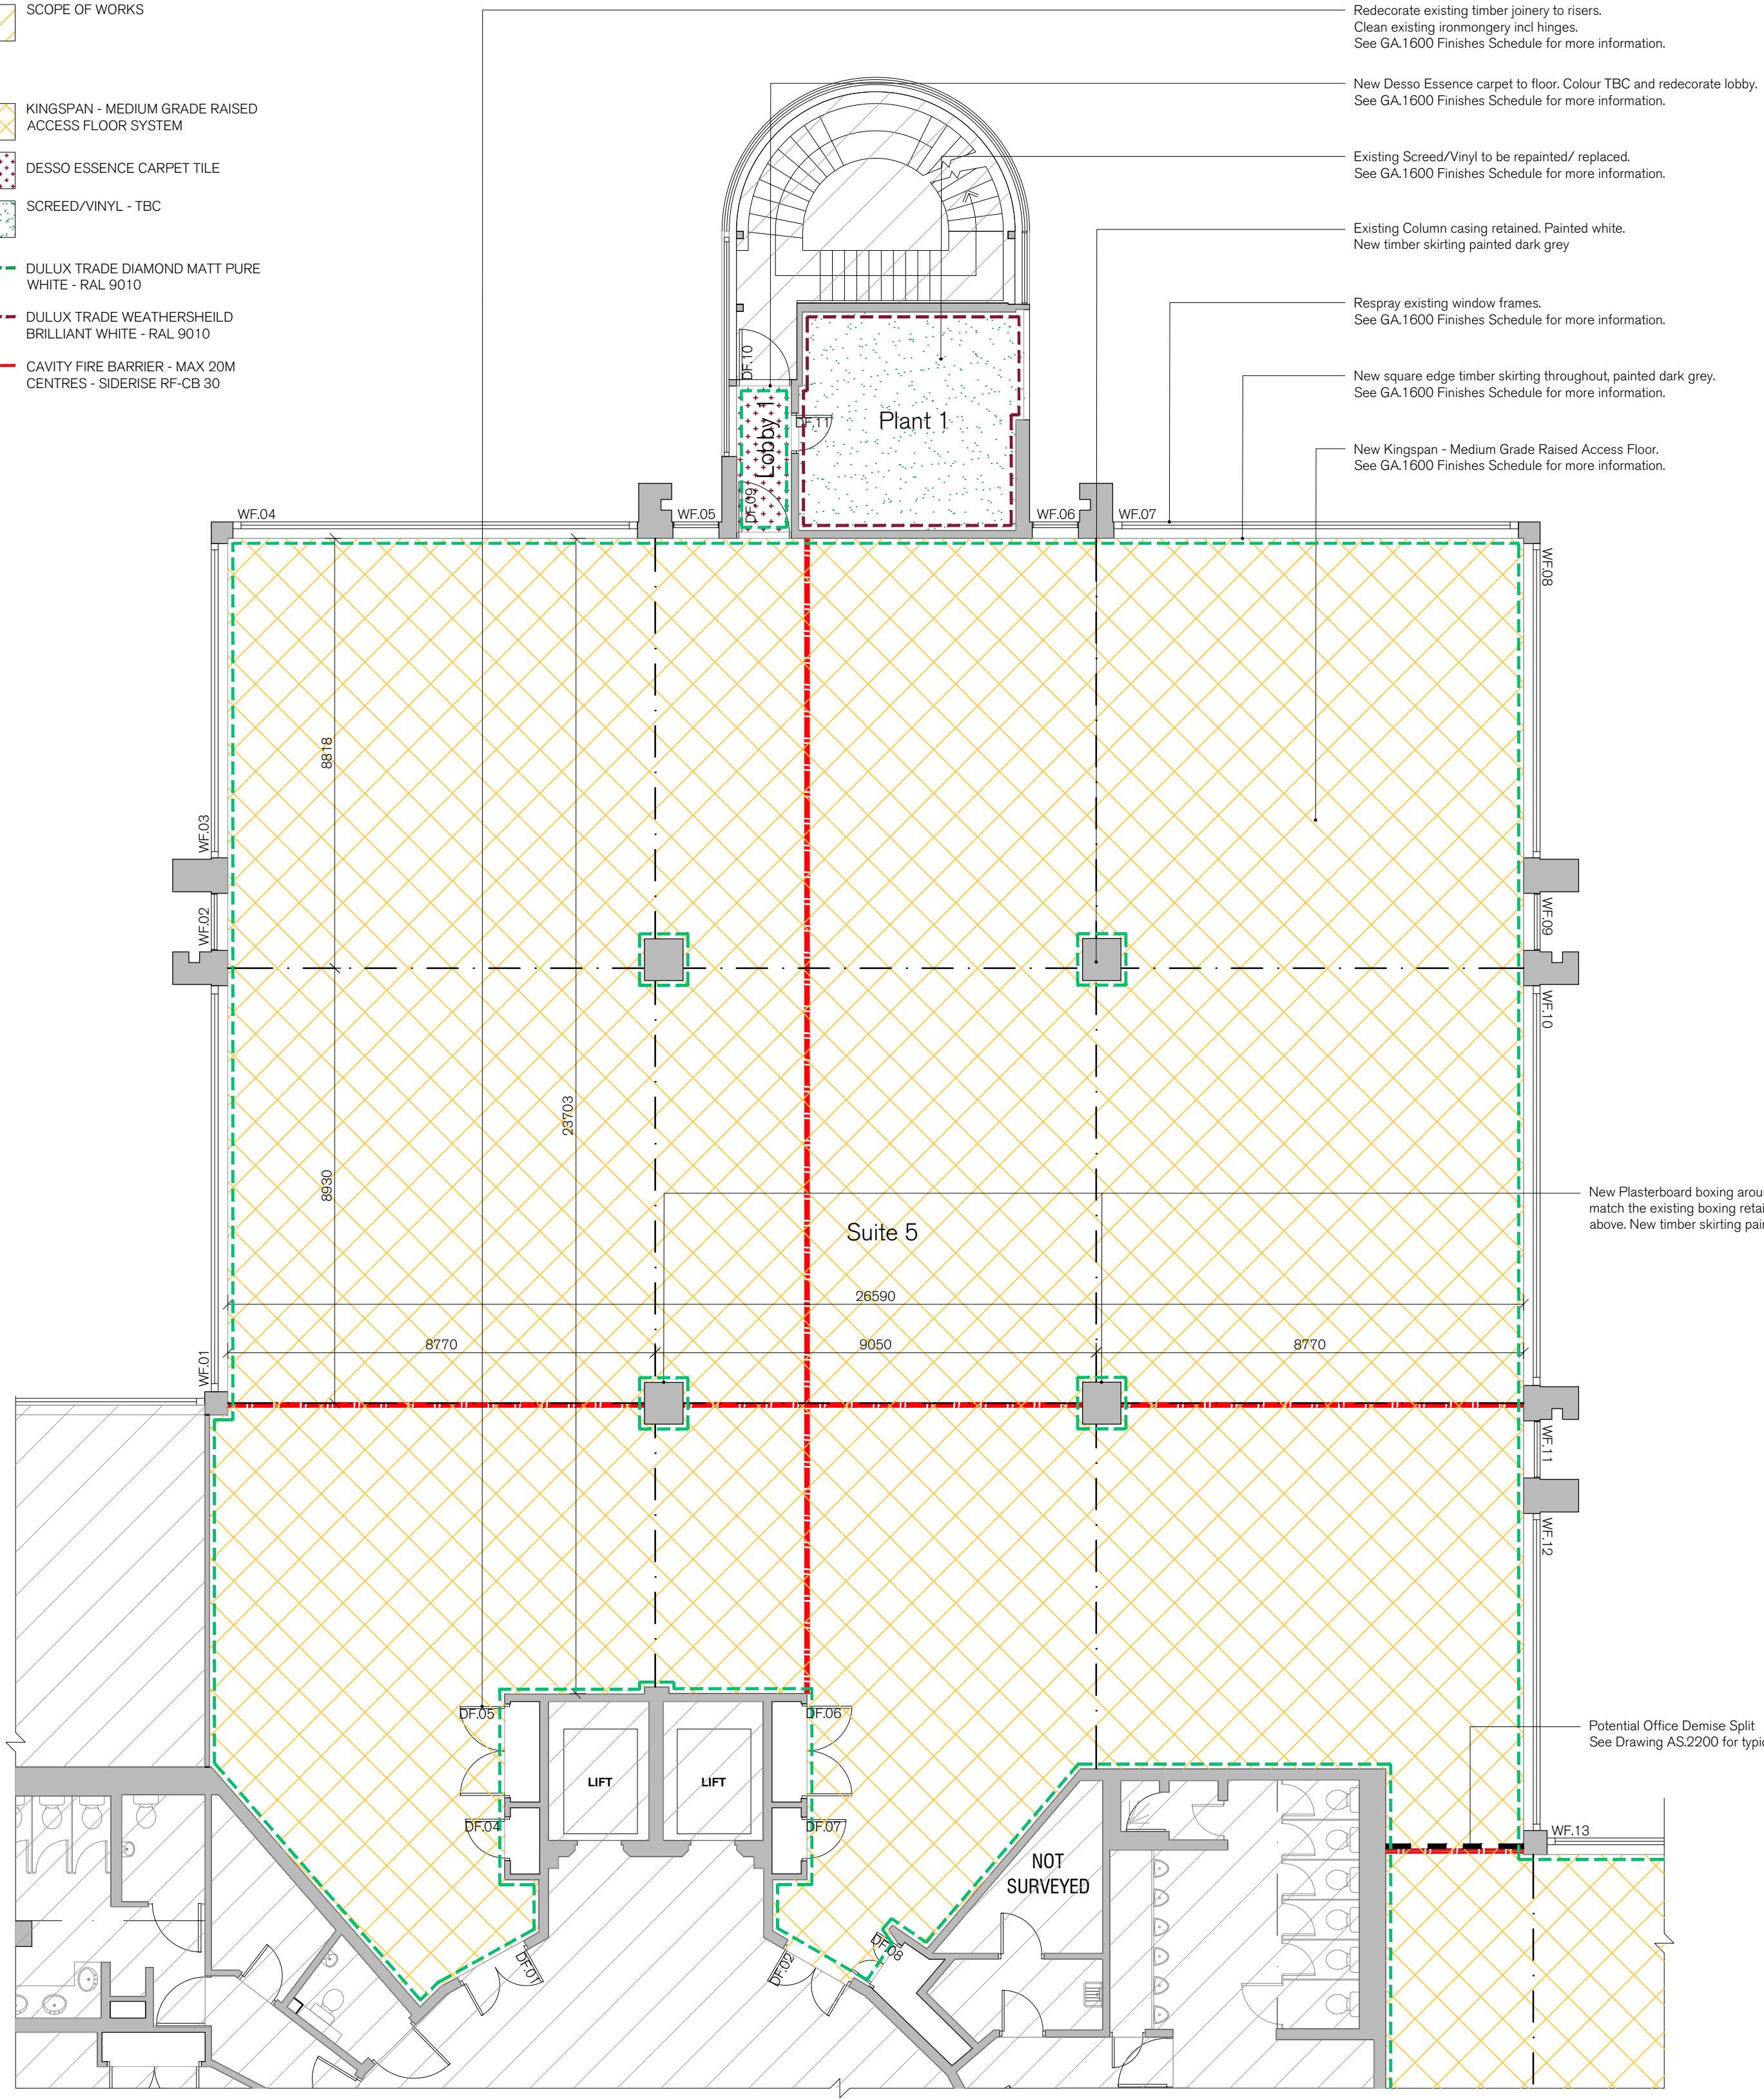 SCOPE OF WORKS
KINGSPAN - MEDIUM GRADE RAISED
ACCESS FLOOR SYSTEM
DESSO ESSENCE CARPET TILE
SCREED/VINYL - TBC
DULUX TRADE DIAMOND MATT PURE
WHITE - RAL 9010
DULUX TRADE WEATHERSHEILD
BRILLIANT WHITE - RAL 9010
CAVITY FIRE BARRIER - MAX 20M
CENTRES - SIDERISE RF-CB 30
Redecorate existing timber joinery to risers.
Clean existing ironmongery incl hinges.
See GA.1600 Finishes Schedule for more information.
New Desso Essence carpet to floor. Colour TBC and redecorate lobby.
See GA.1600 Finishes Schedule for more information.
Existing Screed/Vinyl to be repainted/ replaced.
See GA.1600 Finishes Schedule for more information.
Existing Column casing retained. Painted white.
New timber skirting painted dark grey
Respray existing window frames.
See GA.1600 Finishes Schedule for more information.
New square edge timber skirting throughout, painted dark grey.
See GA.1600 Finishes Schedule for more information.
New Kingspan - Medium Grade Raised Access Floor.
See GA.1600 Finishes Schedule for more information.
DF.10
Lobby 1
DF.11
Plant 1
DF.09
WF.04
WF.05
WF.06
WF.07
WF.08
8818
WF.03
WF.02
WF.09
WF.10
23703
8930
New Plasterboard boxing
match the existing boxing
above. New timber skirting
Suite 5
26590
8770
9050
8770
WF.01
WF.11
WF.12
DF.05
DF.06
LIFT
LIFT
DF.04
DF.07
Potential Office Demise Split
See Drawing AS.2200 for
WF.13
NOT
SURVEYED
DF.01
DF.02
DF.08